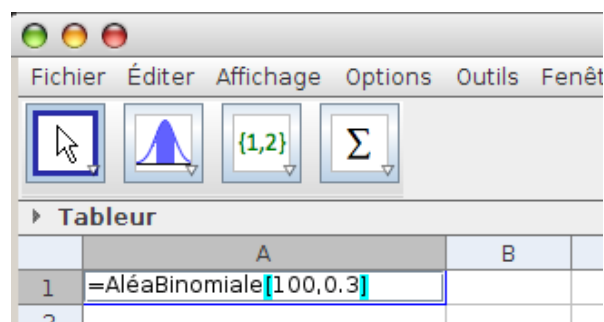 Fichier Éditer Affichage Options Outils Fenêt
{1,2} Σ
Tableur
A B
1 =AléaBinomiale[100,0.3]